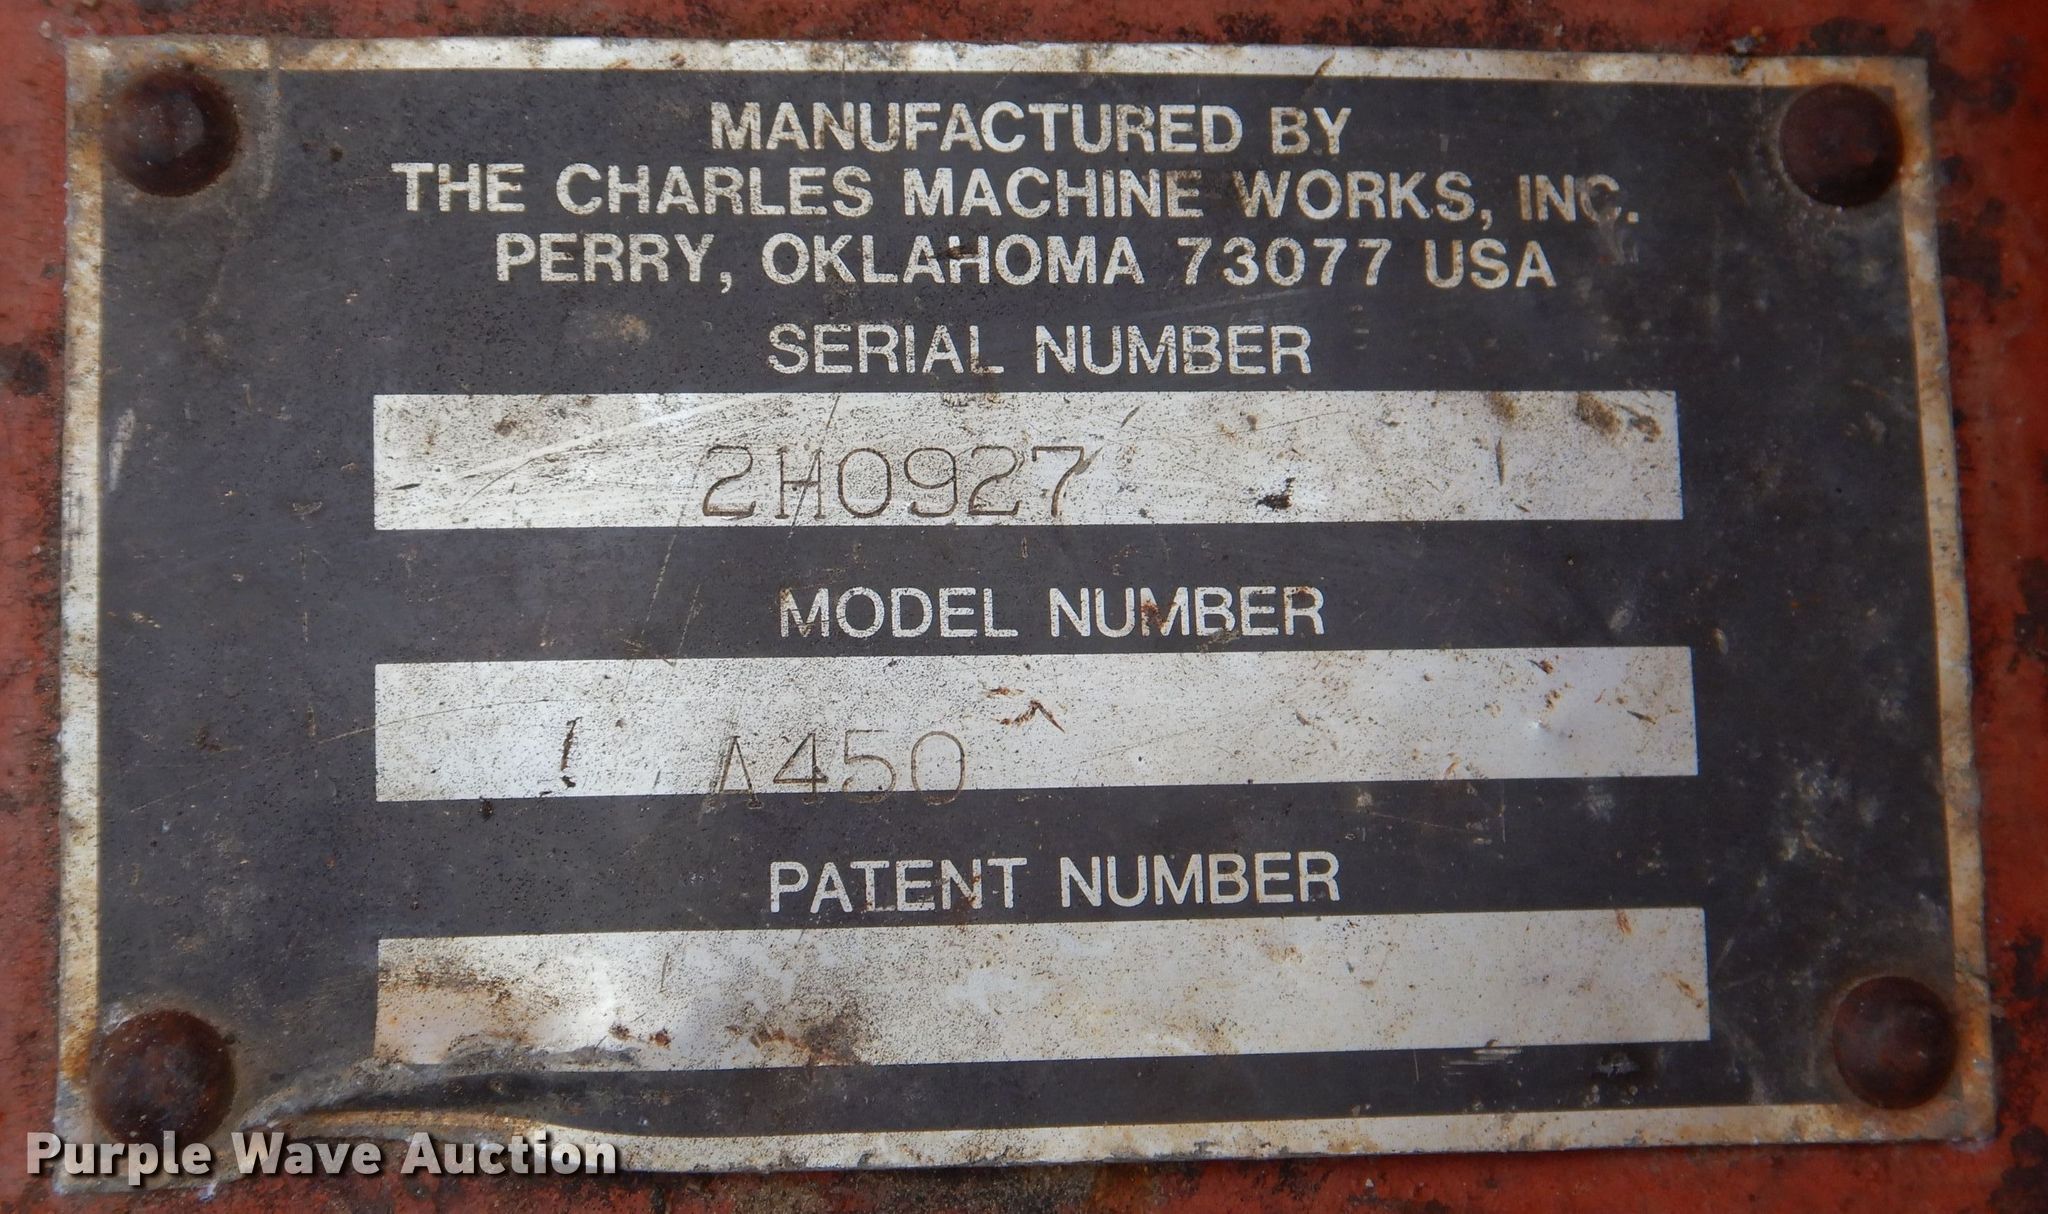 MANUFACTURED BY
THE CHARLES MACHINE WORKS, INC.
PERRY, OKLAHOMA 73077 USA
SERIAL NUMBER
2H0927
MODEL NUMBER
A450
PATENT NUMBER
Purple Wave Auction